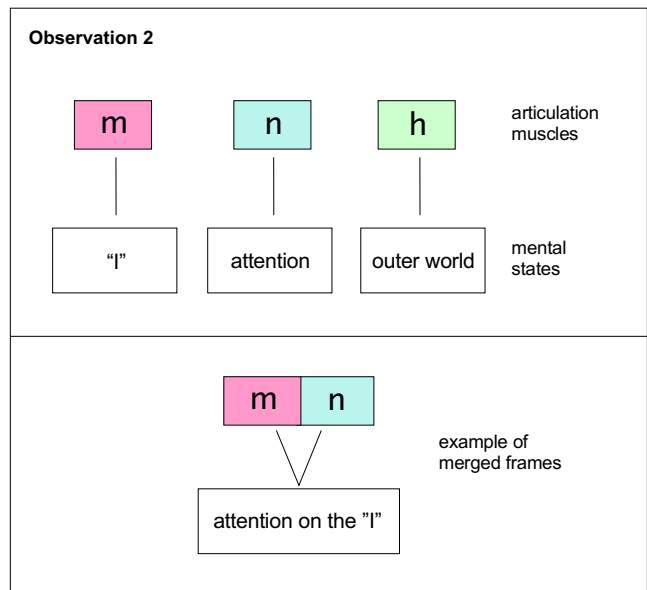 Observation 2
m n h
articulation
muscles
“I” attention outer world
mental
states
m n
example of
merged frames
attention on the ”I”